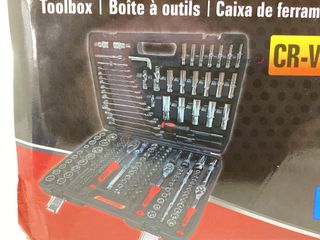 Toolbox | Boîte à outils | Caixa de ferram
CR-V